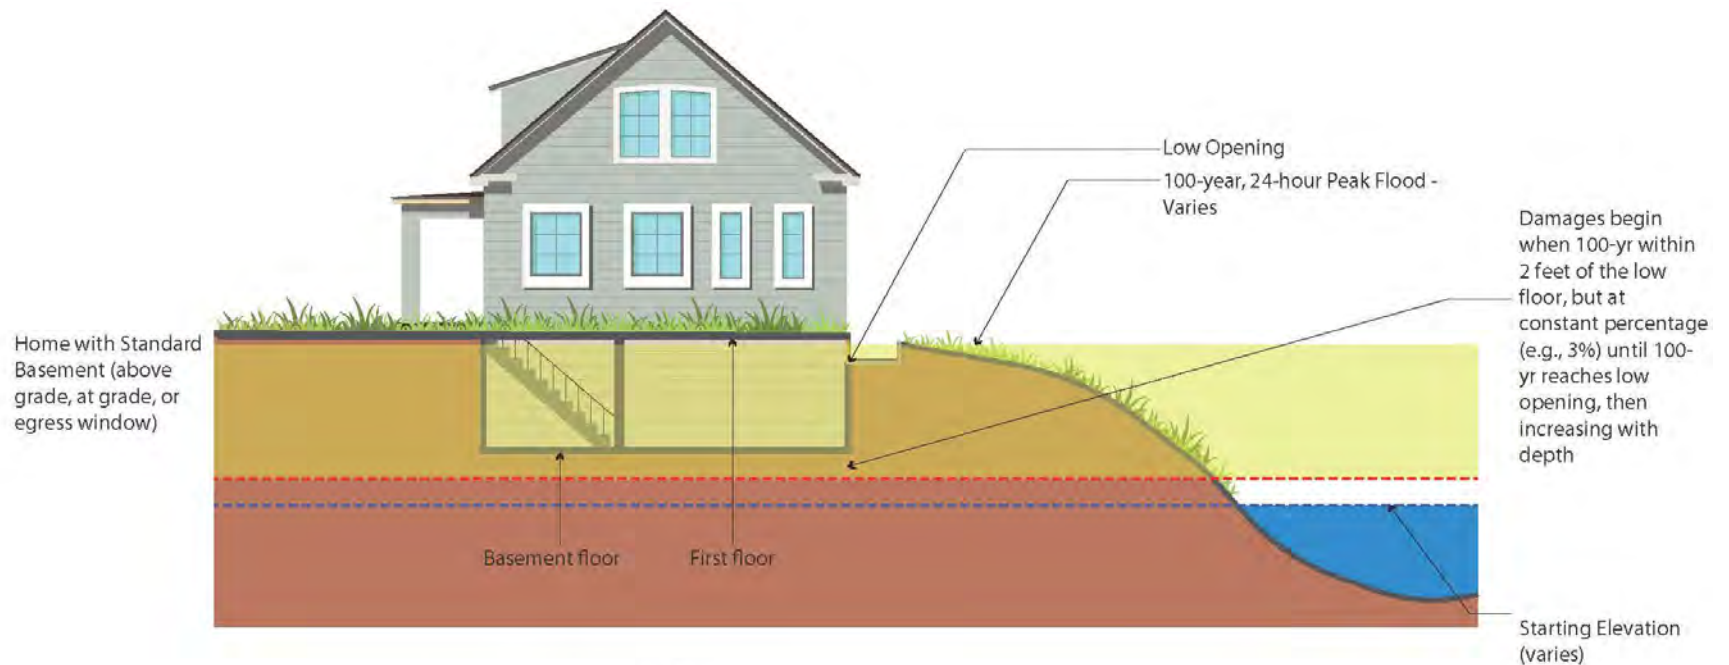 Low Opening
100-year, 24-hour Peak Flood -
Varies
Damages begin
when 100-yr within
2 feet of the low
floor, but at
constant percentage
(e.g., 3%) until 100-
yr reaches low
opening, then
increasing with
depth
Home with Standard
Basement (above
grade, at grade, or
egress window)
Basement floor
First floor
Starting Elevation
(varies)